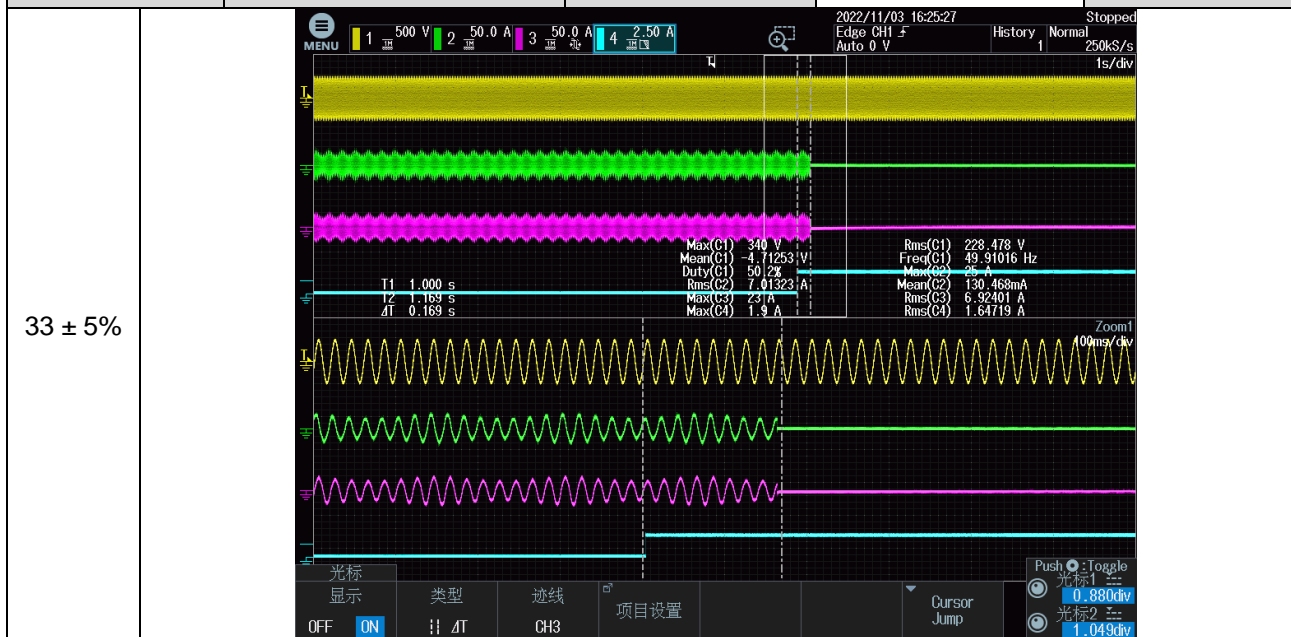 33 ± 5%
MENU
1 1M 500 V 2 1M 50.0 A 3 1M 50.0 A 4 1M 2.50 A
2022/11/03 16:25:27 Stopped
Edge CH1 History Normal
Auto 0 V 1 250kS/s
1s/div
T
T
Max(C1) 340 V Rms(C1) 228.478 V
Mean(C1) -4.71253 V Freq(C1) 49.91016 Hz
Duty(C1) 50.2% Max(C2) 25 A
T1 1.000 s Rms(C2) 7.01323 A Mean(C2) 130.468mA
T2 1.169 s Max(C3) 23 A Rms(C3) 6.92401 A
ΔT 0.169 s Max(C4) 1.9 A Rms(C4) 1.64719 A
Zoom1
100ms/div
T
Push :Toggle
光标
显示
OFF ON
类型
ΔT
迹线
CH3
项目设置
Cursor
Jump
光标1
0.880div
光标2
1.049div